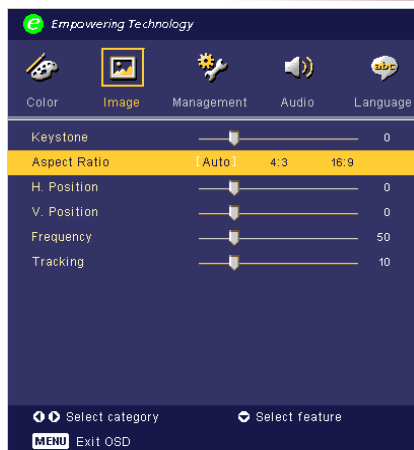 e Empowering Technology
abc
Color Image Management Audio Language
Keystone 0
Aspect Ratio [Auto] 4:3 16:9
H. Position 0
V. Position 0
Frequency 50
Tracking 10
Select category Select feature
MENU Exit OSD